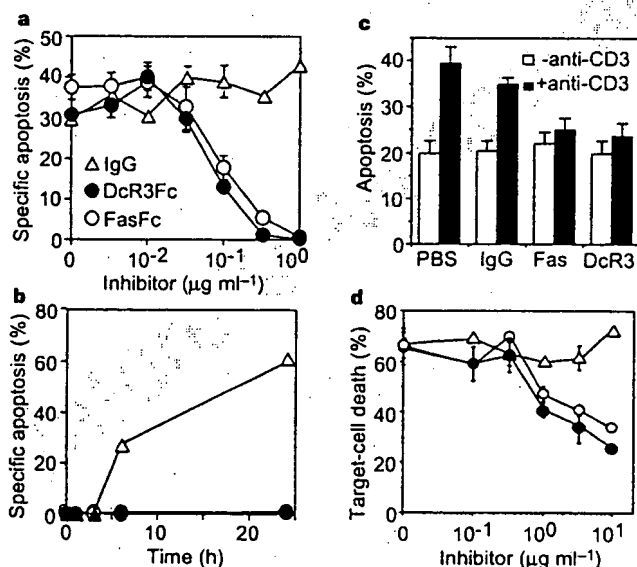 a
Specific apoptosis (%)
50
40
30
20
10
0
△ IgG
● DcR3Fc
○ FasFc
0 10⁻² 10⁻¹ 10⁰
Inhibitor (µg ml⁻¹)
c
Apoptosis (%)
40
30
20
10
0
-anti-CD3
+anti-CD3
PBS IgG Fas DcR3
b
Specific apoptosis (%)
80
60
40
20
0
0 10 20
Time (h)
d
Target-cell death (%)
80
60
40
20
0
0 10⁻¹ 10⁰ 10¹
Inhibitor (µg ml⁻¹)